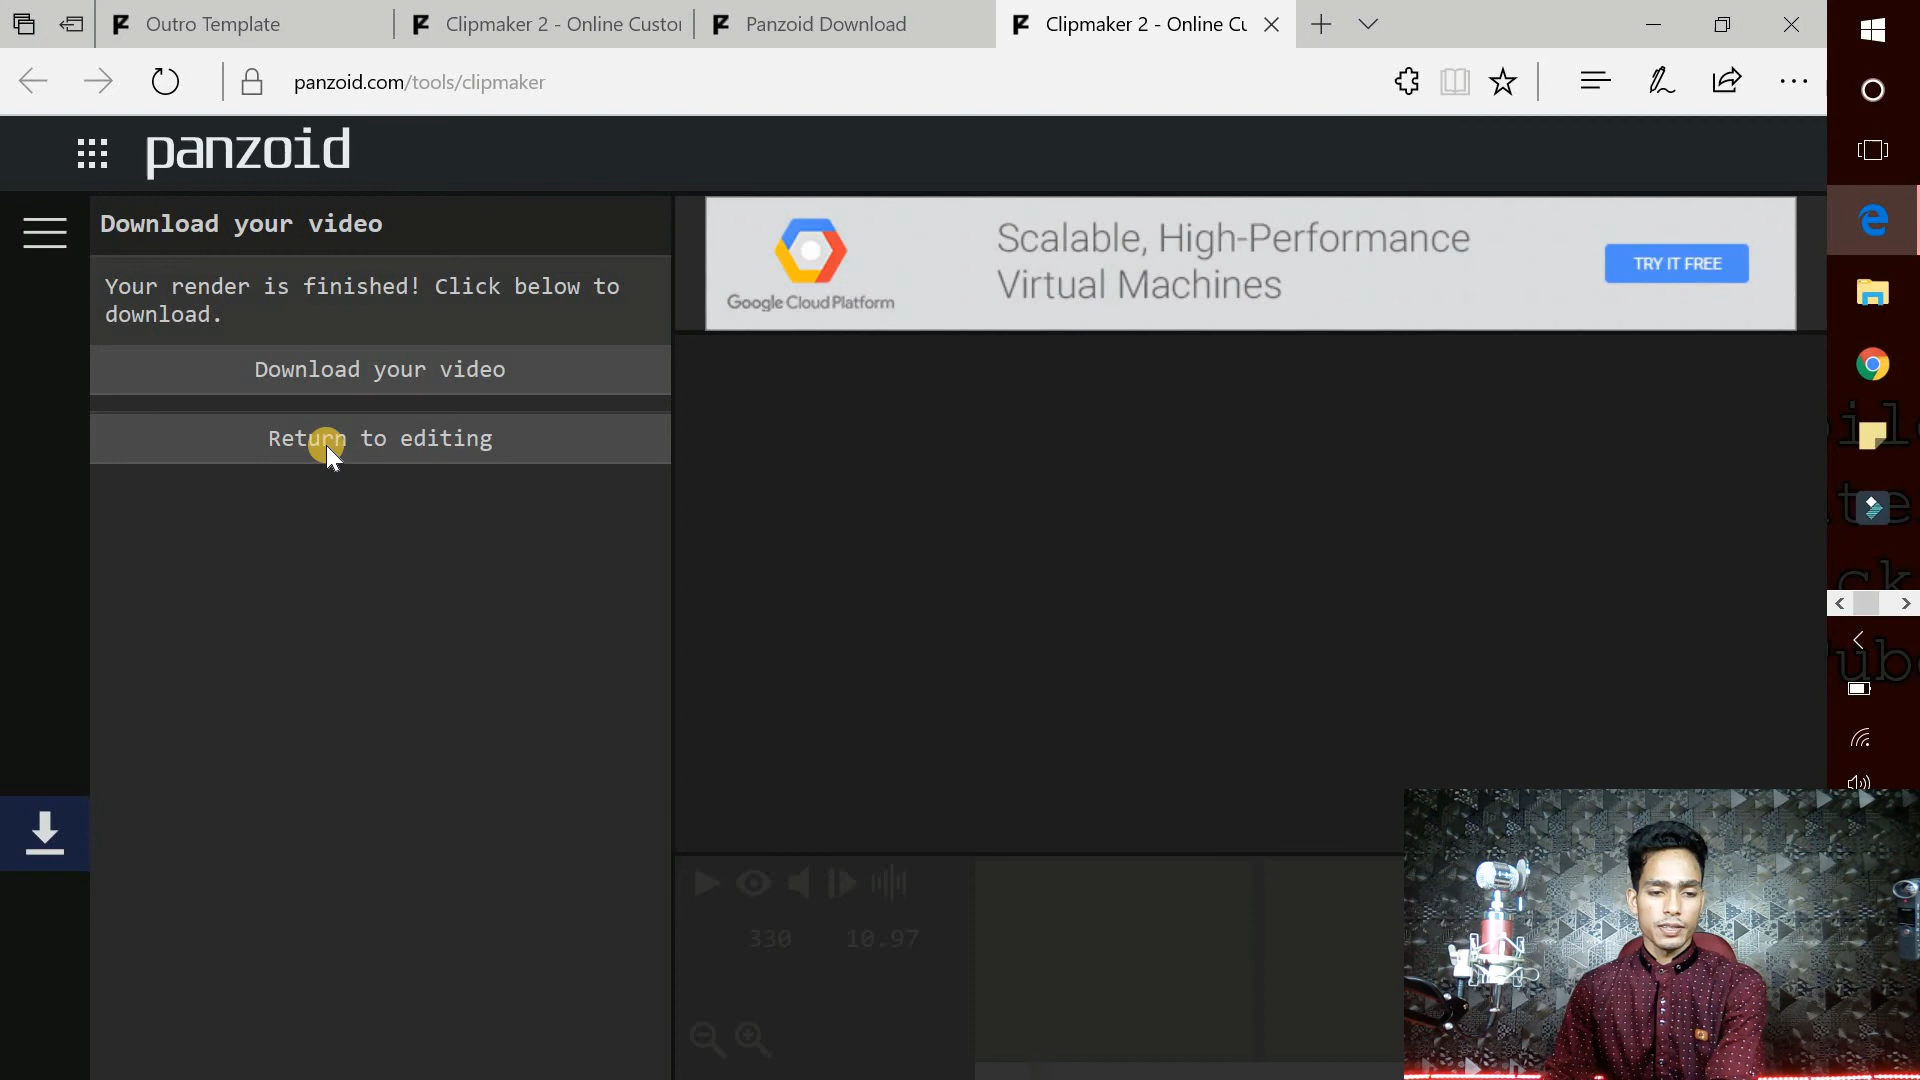 Outro Template
Clipmaker 2 - Online Custo
Panzoid Download
Clipmaker 2 - Online Cu
panzoid.com/tools/clipmaker
panzoid
Download your video
Your render is finished! Click below to
download.
Download your video
Return to editing
Scalable, High-Performance
Virtual Machines
Google Cloud Platform
TRY IT FREE
330
10.97